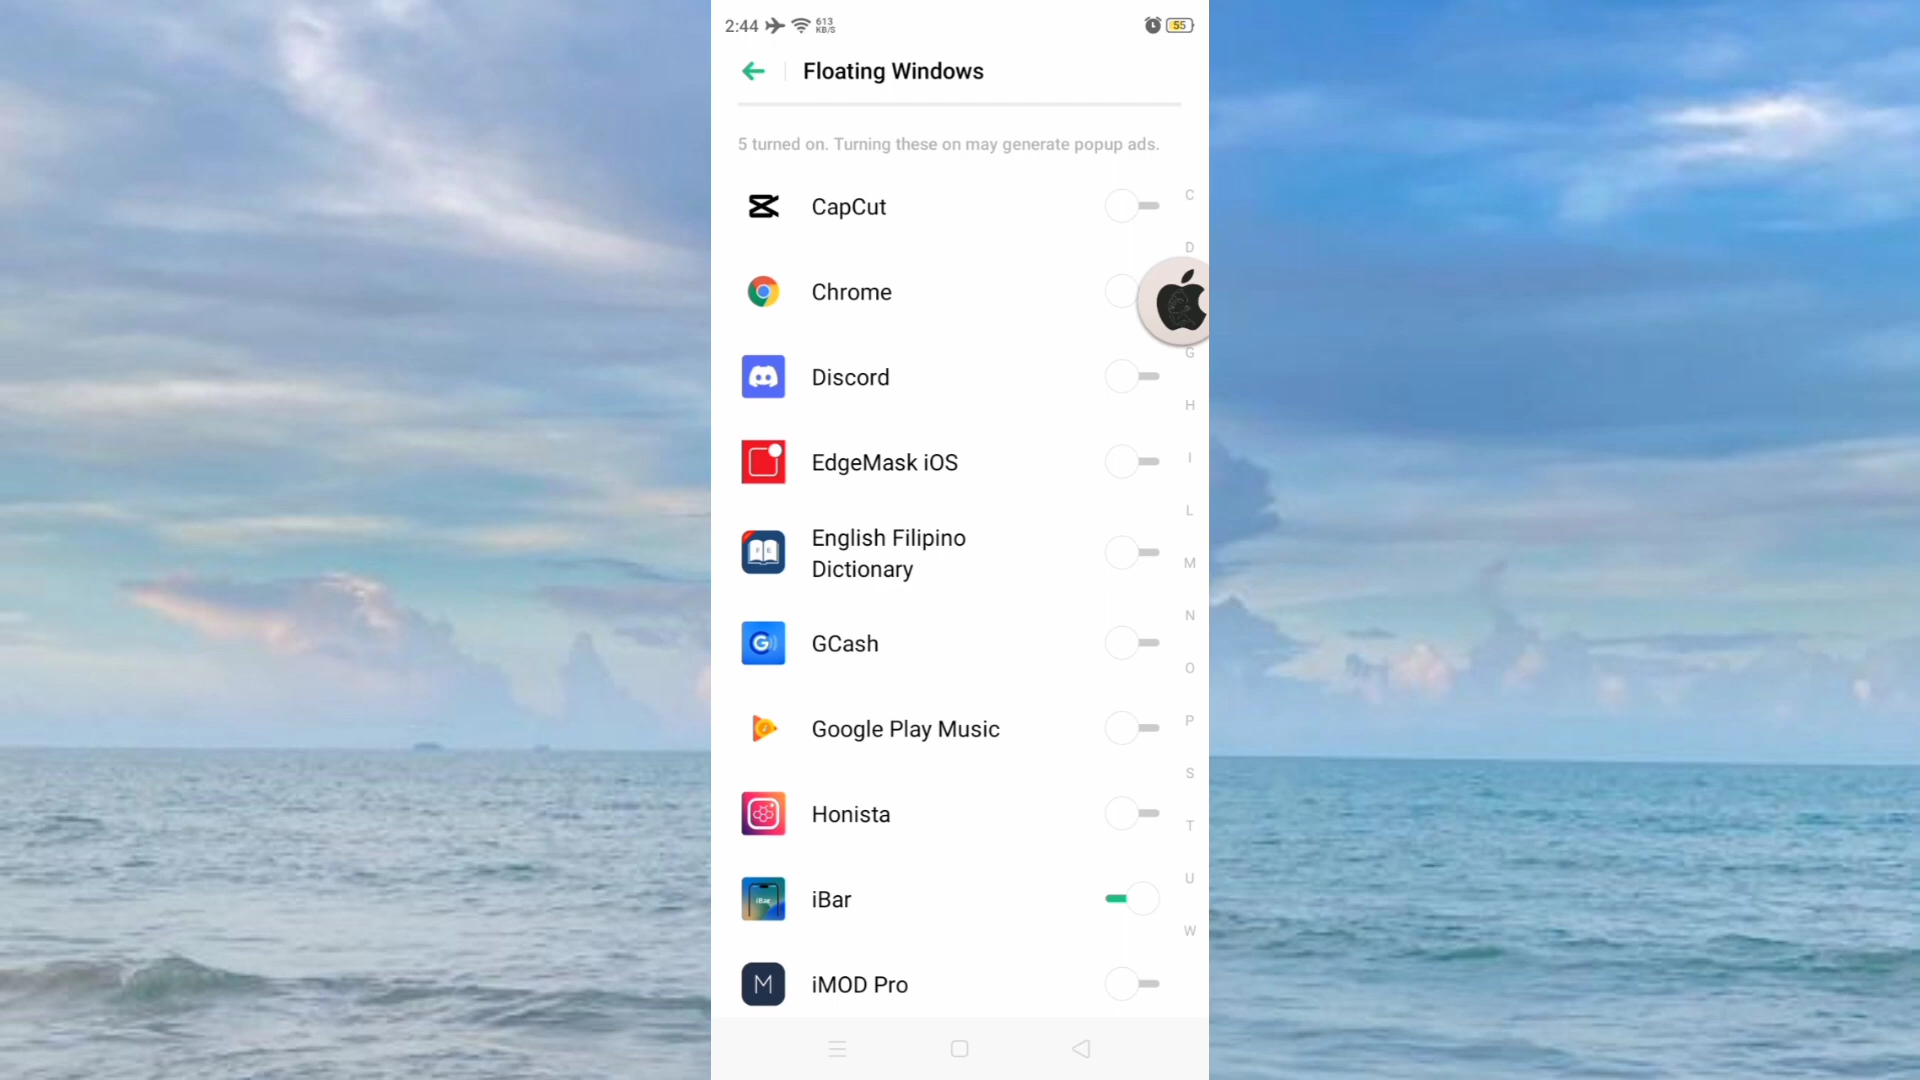 2:44
613
KB/S
55
Floating Windows
5 turned on. Turning these on may generate popup ads.
CapCut
Chrome
Discord
EdgeMask iOS
English Filipino
Dictionary
F E
GCash
G
Google Play Music
Honista
iBar
iBar
M
iMOD Pro
C
D
G
H
I
L
M
N
O
P
S
T
U
W